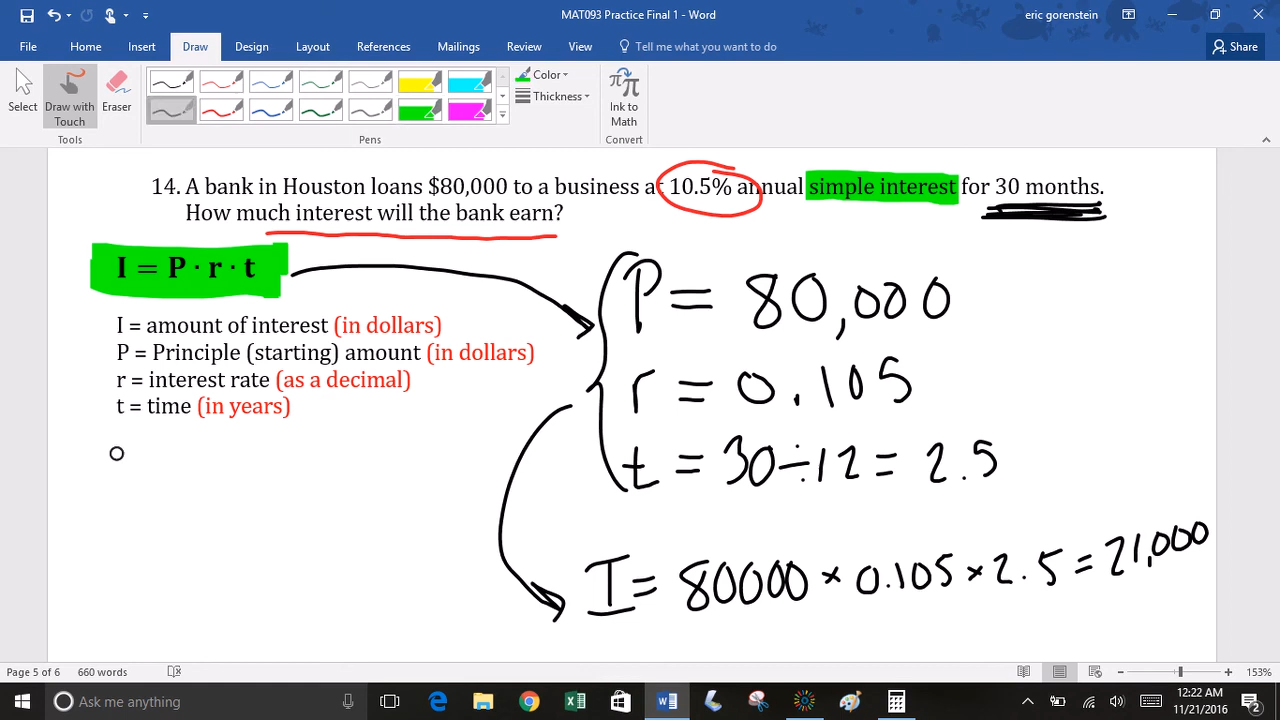 MAT093 Practice Final 1 - Word
eric gorenstein
File Home Insert Draw Design Layout References Mailings Review View Tell me what you want to do Share
Select
Draw with Touch
Eraser
Tools
Pens
Color
Thickness
Ink to Math
Convert
14. A bank in Houston loans $80,000 to a business at 10.5% annual simple interest for 30 months.
How much interest will the bank earn?
I = P · r · t
I = amount of interest (in dollars)
P = Principle (starting) amount (in dollars)
r = interest rate (as a decimal)
t = time (in years)
P = 80,000
r = 0.105
t = 30 ÷ 12 = 2.5
I = 80000 × 0.105 × 2.5 = 21,000
Page 5 of 6 660 words
153%
Ask me anything
12:22 AM
11/21/2016
2